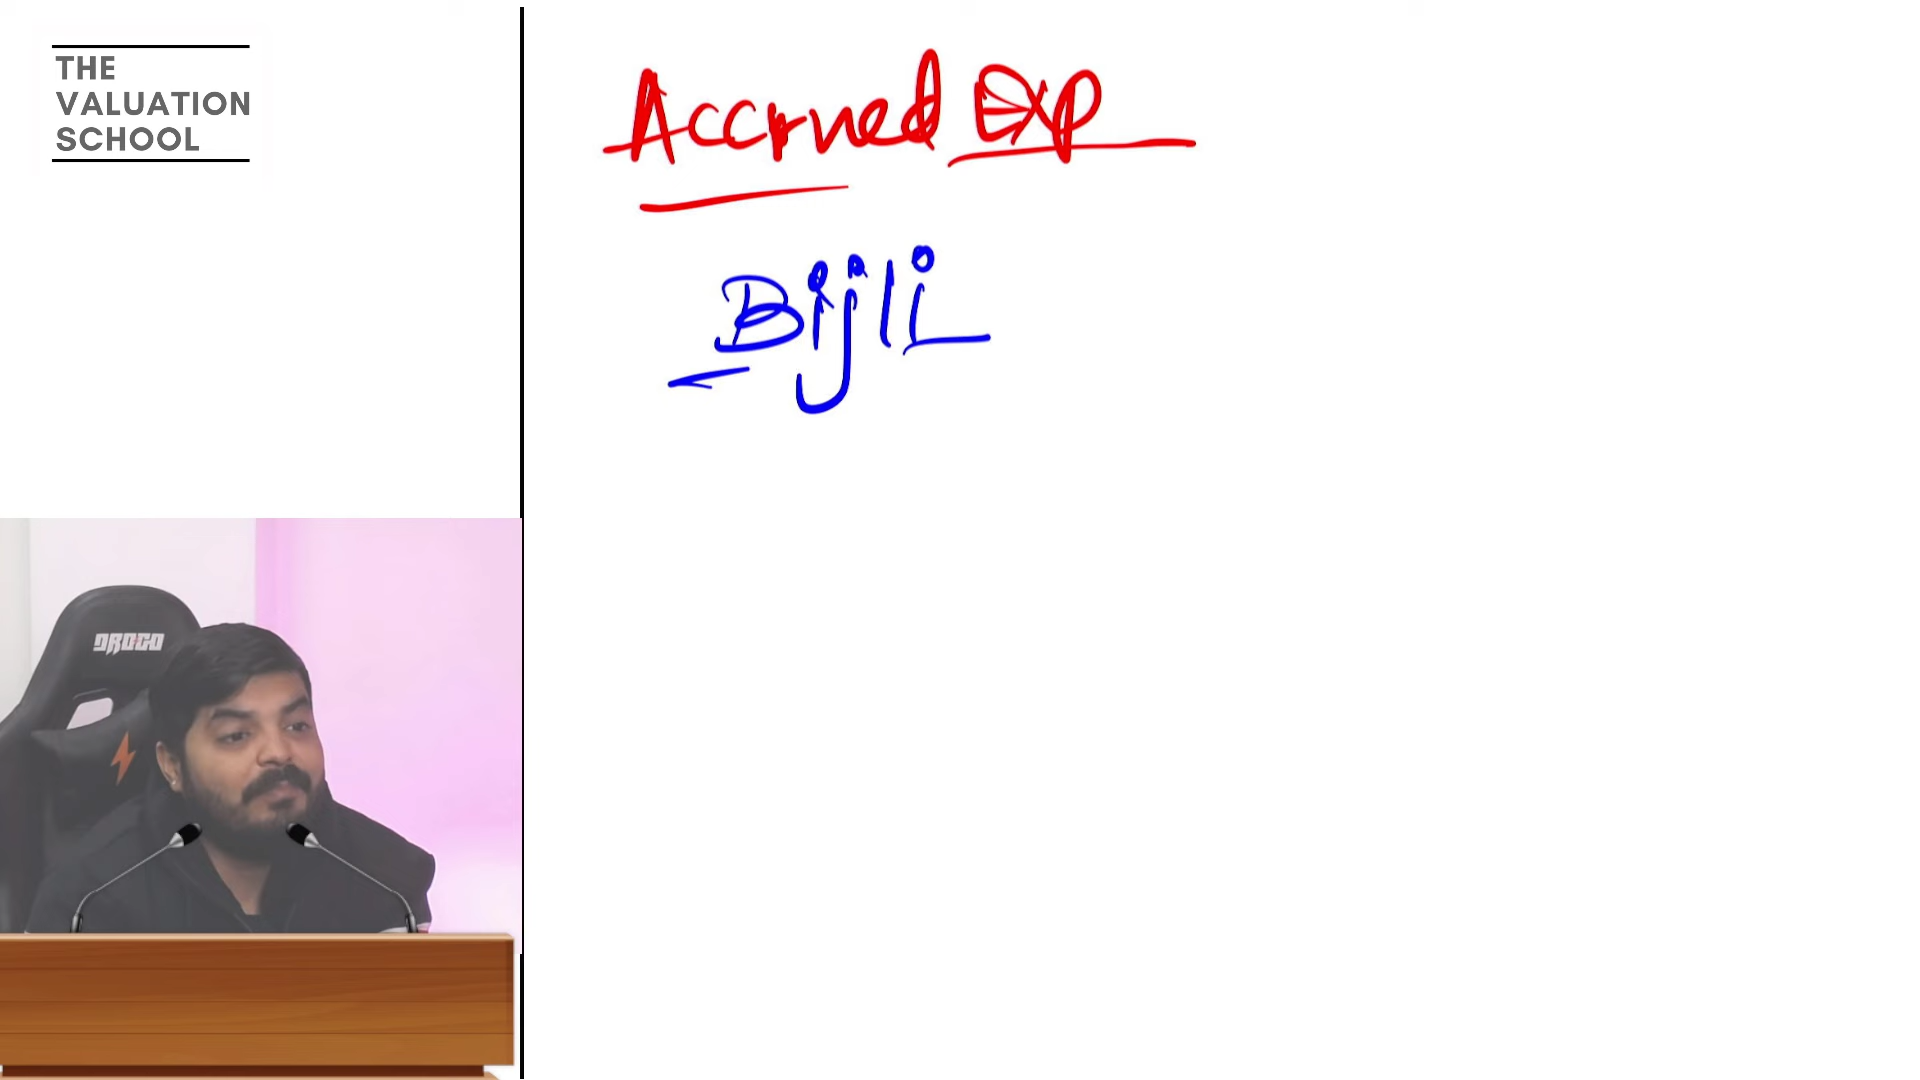 THE
VALUATION
SCHOOL
Accrued Exp
Bijli
DROGO